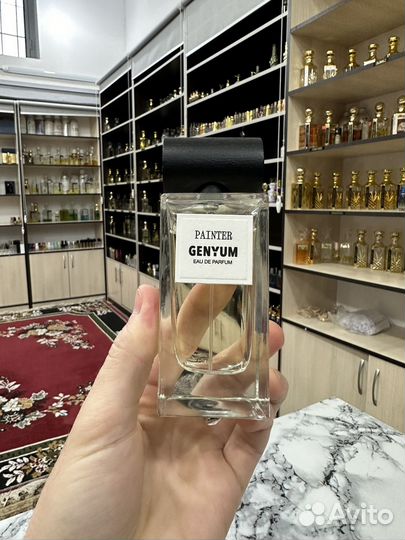 PAINTER
GENYUM
EAU DE PARFUM
Avito